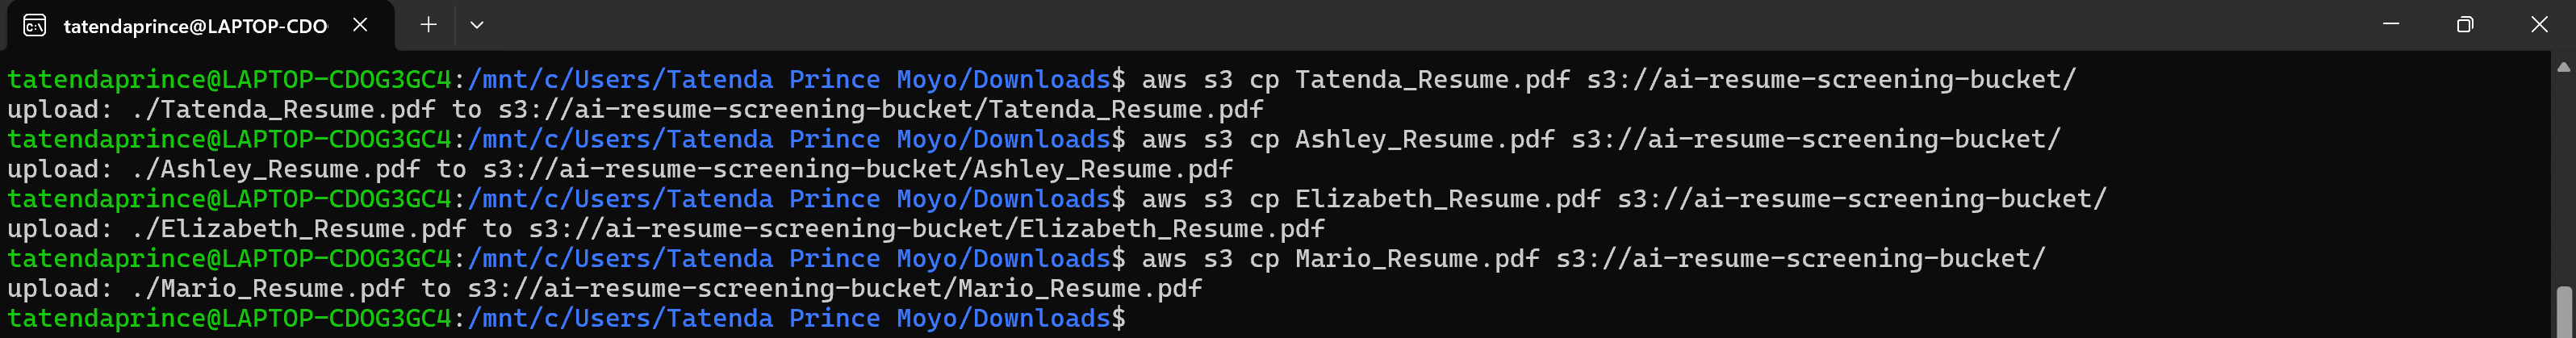 tatendaprince@LAPTOP-CDO
tatendaprince@LAPTOP-CDOG3GC4:/mnt/c/Users/Tatenda Prince Moyo/Downloads$ aws s3 cp Tatenda_Resume.pdf s3://ai-resume-screening-bucket/
upload: ./Tatenda_Resume.pdf to s3://ai-resume-screening-bucket/Tatenda_Resume.pdf
tatendaprince@LAPTOP-CDOG3GC4:/mnt/c/Users/Tatenda Prince Moyo/Downloads$ aws s3 cp Ashley_Resume.pdf s3://ai-resume-screening-bucket/
upload: ./Ashley_Resume.pdf to s3://ai-resume-screening-bucket/Ashley_Resume.pdf
tatendaprince@LAPTOP-CDOG3GC4:/mnt/c/Users/Tatenda Prince Moyo/Downloads$ aws s3 cp Elizabeth_Resume.pdf s3://ai-resume-screening-bucket/
upload: ./Elizabeth_Resume.pdf to s3://ai-resume-screening-bucket/Elizabeth_Resume.pdf
tatendaprince@LAPTOP-CDOG3GC4:/mnt/c/Users/Tatenda Prince Moyo/Downloads$ aws s3 cp Mario_Resume.pdf s3://ai-resume-screening-bucket/
upload: ./Mario_Resume.pdf to s3://ai-resume-screening-bucket/Mario_Resume.pdf
tatendaprince@LAPTOP-CDOG3GC4:/mnt/c/Users/Tatenda Prince Moyo/Downloads$